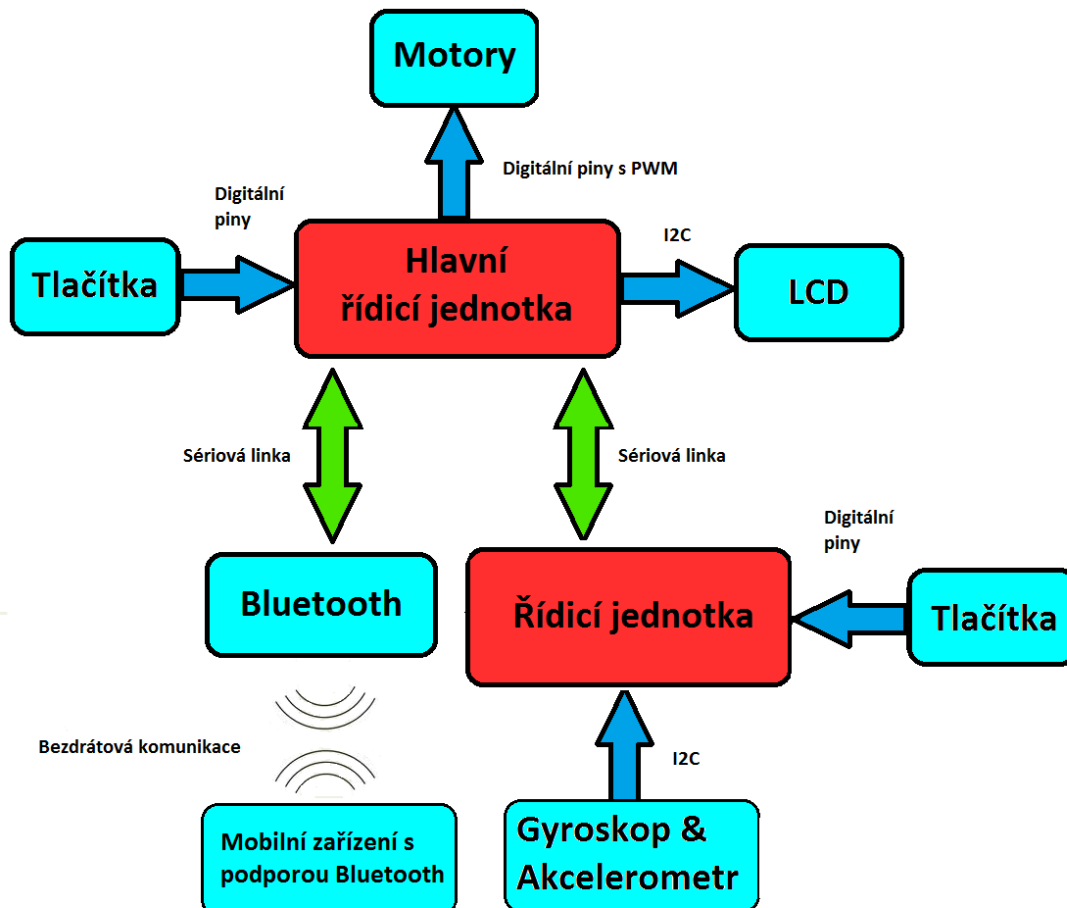 Motory
Digitální piny s PWM
Digitální
piny
I2C
Tlačítka
Hlavní
řídicí jednotka
LCD
Sériová linka
Sériová linka
Digitální
piny
Bluetooth
Řídicí jednotka
Tlačítka
Bezdrátová komunikace
I2C
Mobilní zařízení s
podporou Bluetooth
Gyroskop &
Akcelerometr